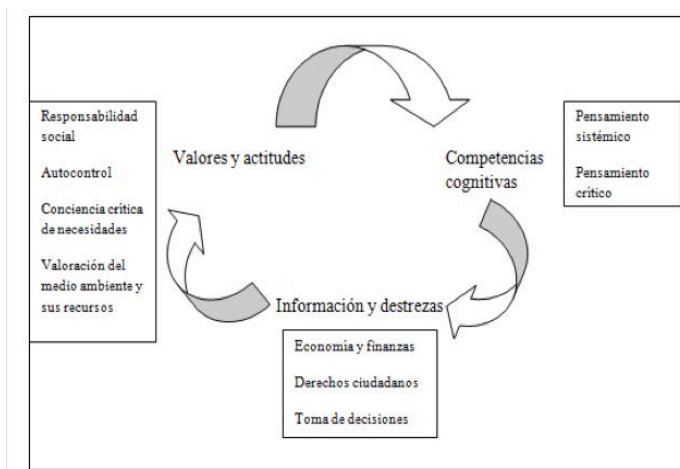 Responsabilidad
social
Autocontrol
Conciencia critica
de necesidades
Valoración del
medio ambiente y
sus recursos
Valores y actitudes
Competencias
cognitivas
Pensamiento
sistémico
Pensamiento
crítico
Información y destrezas
Economía y finanzas
Derechos ciudadanos
Toma de decisiones